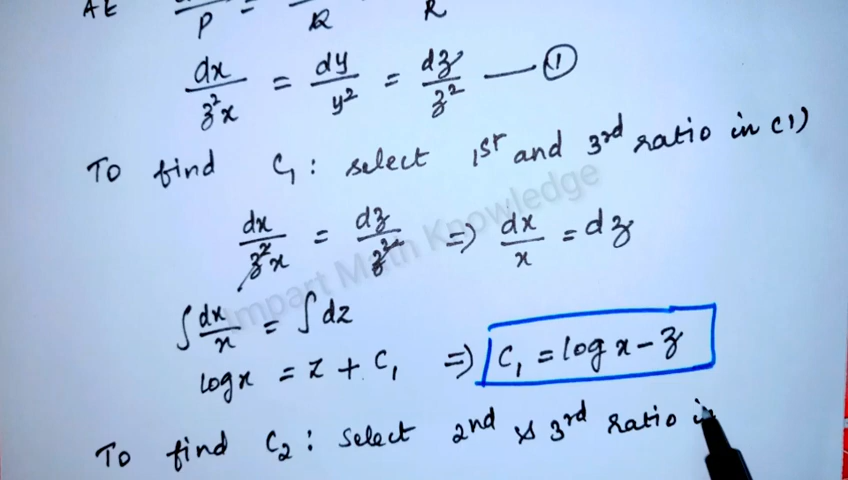 AE P = Q R
dx/z²x = dy/y² = dz/z² — ①
To find C₁ : select 1st and 3rd ratio in (1)
dx/z²x = dz/z² => dx/x = dz
∫dx/x = ∫dz
logx = z + C₁ => C₁ = log x - z
To find C₂ : select 2nd & 3rd ratio i
Impart Math Knowledge